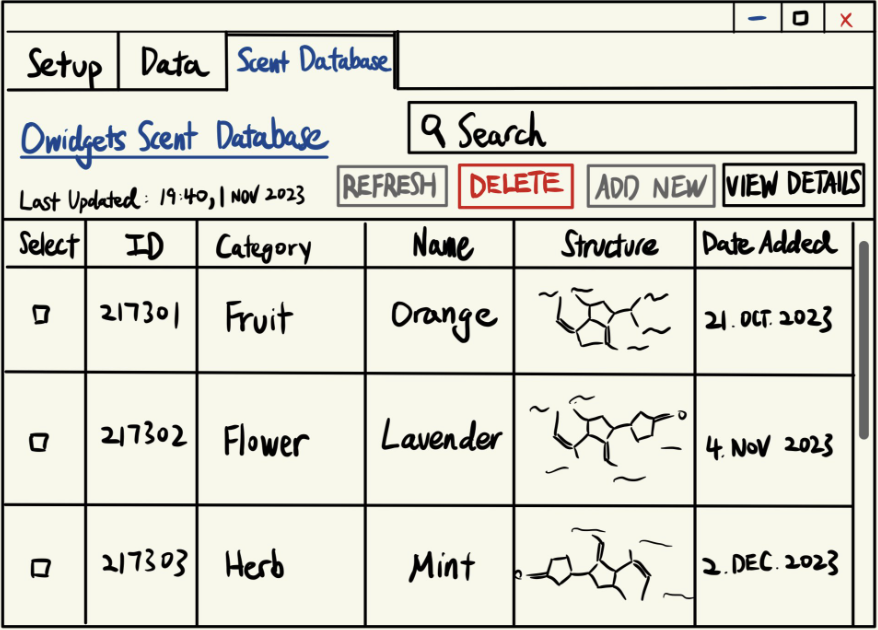 Setup Data Scent Database
Owidgets Scent Database
Search
Last Updated: 19:40, 1 NOV 2023
REFRESH DELETE ADD NEW VIEW DETAILS
Select ID Category Name Structure Date Added
217301 Fruit Orange 21. OCT. 2023
217302 Flower Lavender 4. NOV 2023
217303 Herb Mint 2. DEC. 2023